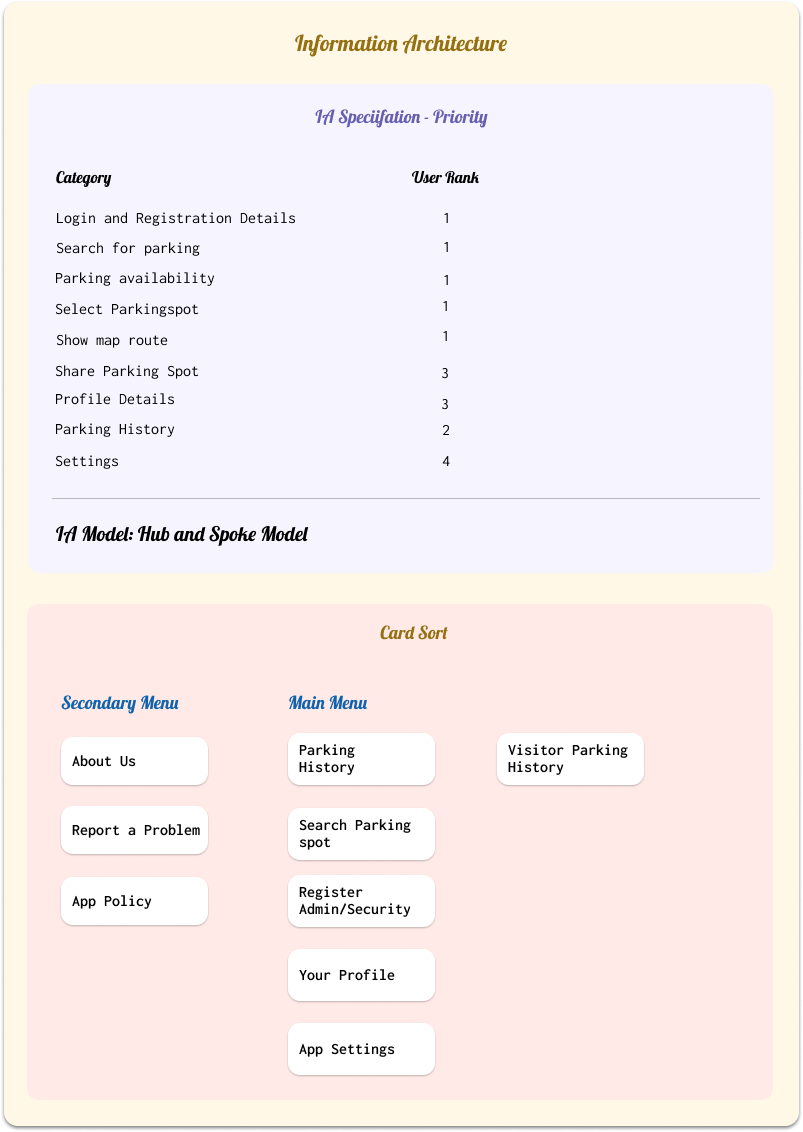 Information Architecture
IA Speciifation - Priority
Category User Rank
Login and Registration Details 1
Search for parking 1
Parking availability 1
Select Parkingspot 1
Show map route 1
Share Parking Spot 3
Profile Details 3
Parking History 2
Settings 4
IA Model: Hub and Spoke Model
Card Sort
Secondary Menu
About Us
Report a Problem
App Policy
Main Menu
Parking
History
Search Parking
spot
Register
Admin/Security
Your Profile
App Settings
Visitor Parking
History